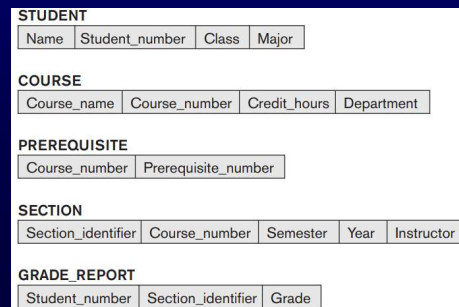 STUDENT
Name Student_number Class Major
COURSE
Course_name Course_number Credit_hours Department
PREREQUISITE
Course_number Prerequisite_number
SECTION
Section_identifier Course_number Semester Year Instructor
GRADE_REPORT
Student_number Section_identifier Grade